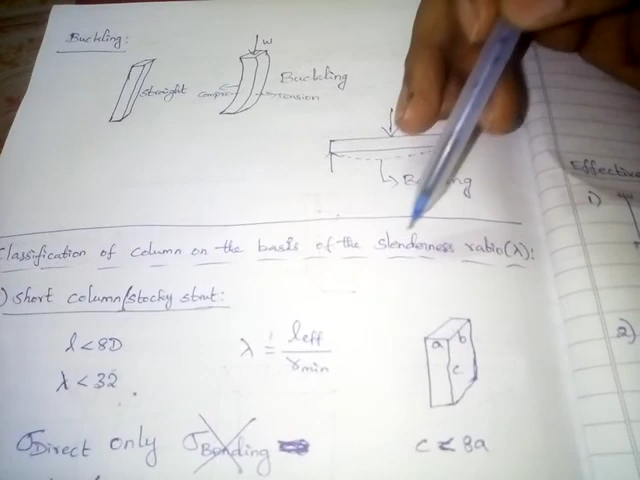 Buckling:
W
straight
Compre
tension
Buckling
Classification of column on the basis of the slenderness ratio(λ):
) short column/stocky strut:
l < 8D
λ < 32
λ = leff / rmin
a b
c
σDirect only σBending
c < 8a
Effective
1)
2)